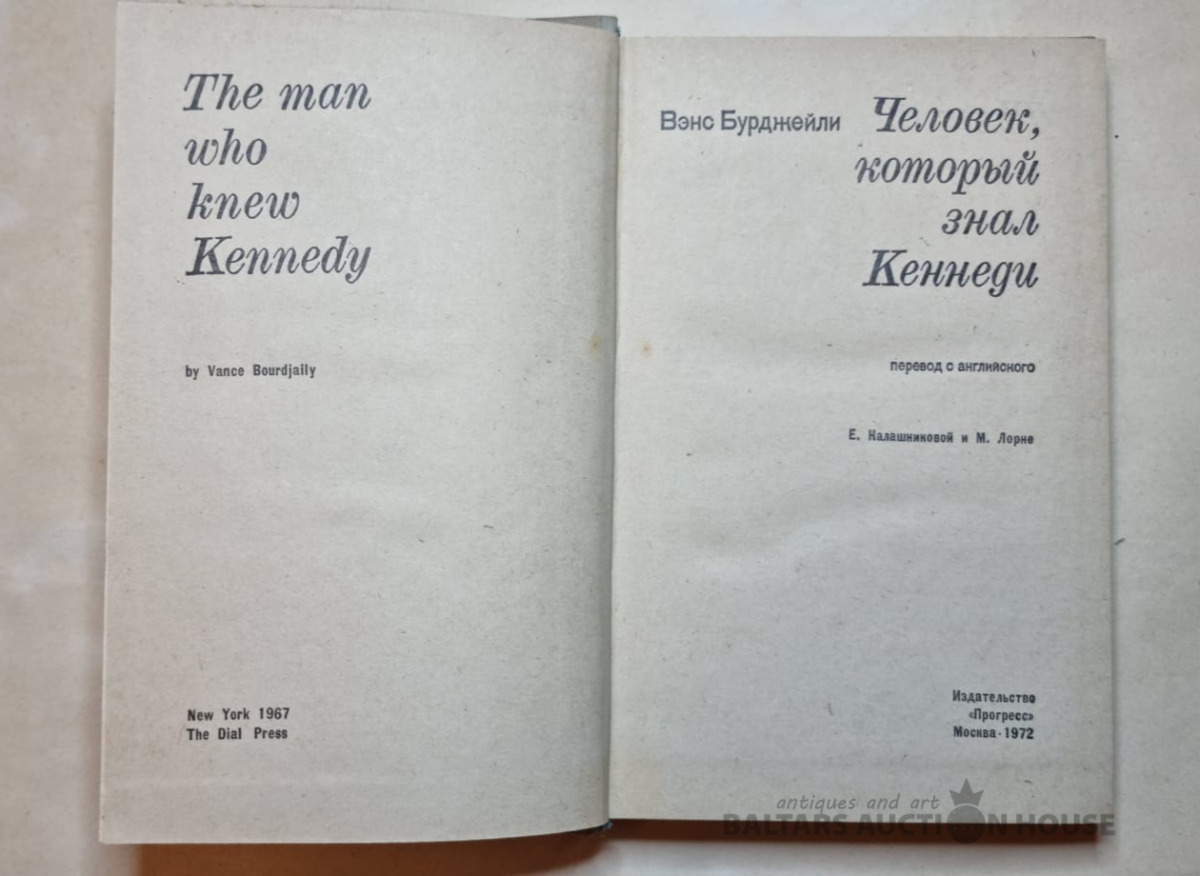 The man
who
knew
Kennedy
by Vance Bourdjaily
New York 1967
The Dial Press
Вэнс Бурджейли
Человек,
который
знал
Кеннеди
перевод с английского
Е. Калашниковой и М. Лорие
Издательство
«Прогресс»
Москва · 1972
antiques and art
BALTARS AUCTION HOUSE